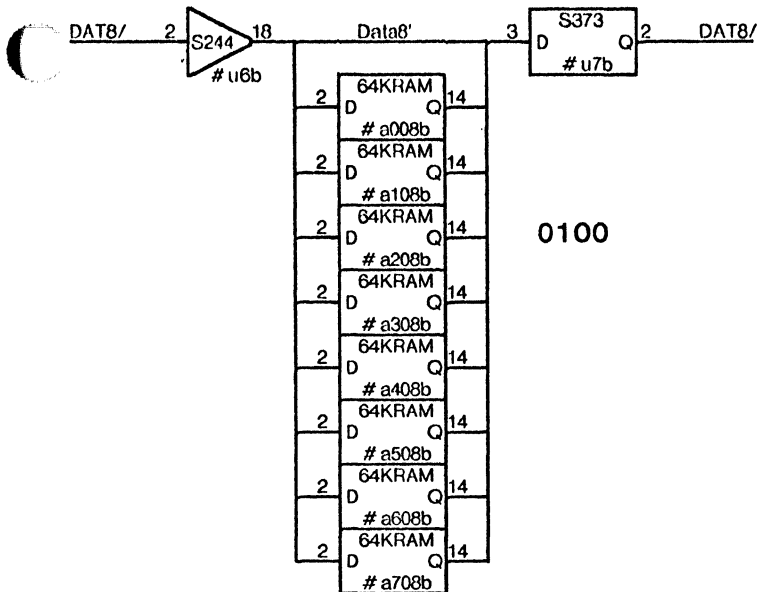 DAT8/ 2 S244 18 Data8' 3 S373 2 DAT8/
D Q
# u6b # u7b
64KRAM
2 D Q 14
# a008b
64KRAM
2 D Q 14
# a108b
64KRAM
2 D Q 14
# a208b
0100
64KRAM
2 D Q 14
# a308b
64KRAM
2 D Q 14
# a408b
64KRAM
2 D Q 14
# a508b
64KRAM
2 D Q 14
# a608b
64KRAM
2 D Q 14
# a708b